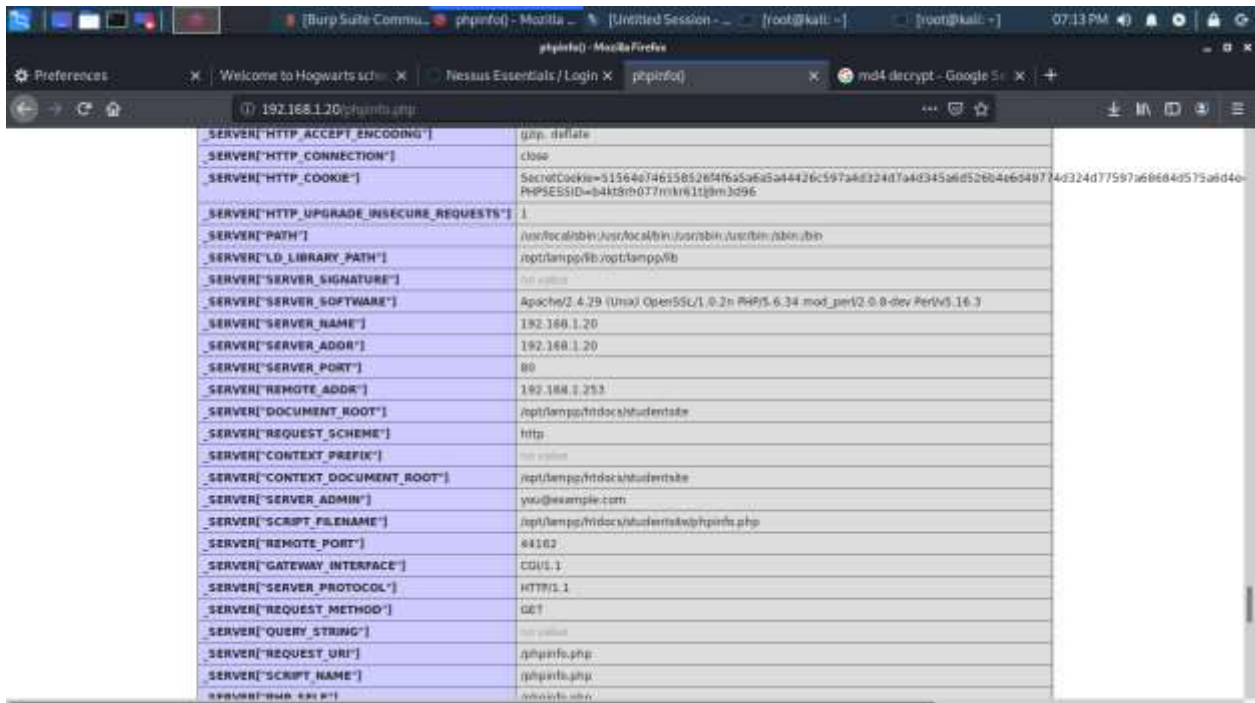 [Burp Suite Commu... phpinfo() - Mozilla ... [Untitled Session - ... [root@kali: ~] [root@kali: ~] 07:13 PM
phpinfo() - Mozilla Firefox
Preferences Welcome to Hogwarts sch Nessus Essentials / Login phpinfo() md4 decrypt - Google S
192.168.1.20/phpinfo.php
_SERVER["HTTP_ACCEPT_ENCODING"] gzip, deflate
_SERVER["HTTP_CONNECTION"] close
_SERVER["HTTP_COOKIE"]
_SERVER["HTTP_UPGRADE_INSECURE_REQUESTS"] 1
_SERVER["PATH"] /usr/local/sbin:/usr/local/bin:/usr/sbin:/usr/bin:/sbin:/bin
_SERVER["LD_LIBRARY_PATH"] /opt/lampp/lib:/opt/lampp/lib
_SERVER["SERVER_SIGNATURE"] no value
_SERVER["SERVER_SOFTWARE"] Apache/2.4.29 (Unix) OpenSSL/1.0.2n PHP/5.6.34 mod_perl/2.0.8-dev Perl/v5.16.3
_SERVER["SERVER_NAME"] 192.168.1.20
_SERVER["SERVER_ADDR"] 192.168.1.20
_SERVER["SERVER_PORT"] 80
_SERVER["REMOTE_ADDR"] 192.168.1.253
_SERVER["DOCUMENT_ROOT"] /opt/lampp/htdocs/studentsite
_SERVER["REQUEST_SCHEME"] http
_SERVER["CONTEXT_PREFIX"] no value
_SERVER["CONTEXT_DOCUMENT_ROOT"] /opt/lampp/htdocs/studentsite
_SERVER["SERVER_ADMIN"] you@example.com
_SERVER["SCRIPT_FILENAME"] /opt/lampp/htdocs/studentsite/phpinfo.php
_SERVER["REMOTE_PORT"] 44162
_SERVER["GATEWAY_INTERFACE"] CGI/1.1
_SERVER["SERVER_PROTOCOL"] HTTP/1.1
_SERVER["REQUEST_METHOD"] GET
_SERVER["QUERY_STRING"] no value
_SERVER["REQUEST_URI"] /phpinfo.php
_SERVER["SCRIPT_NAME"] /phpinfo.php
_SERVER["PHP_SELF"] /phpinfo.php